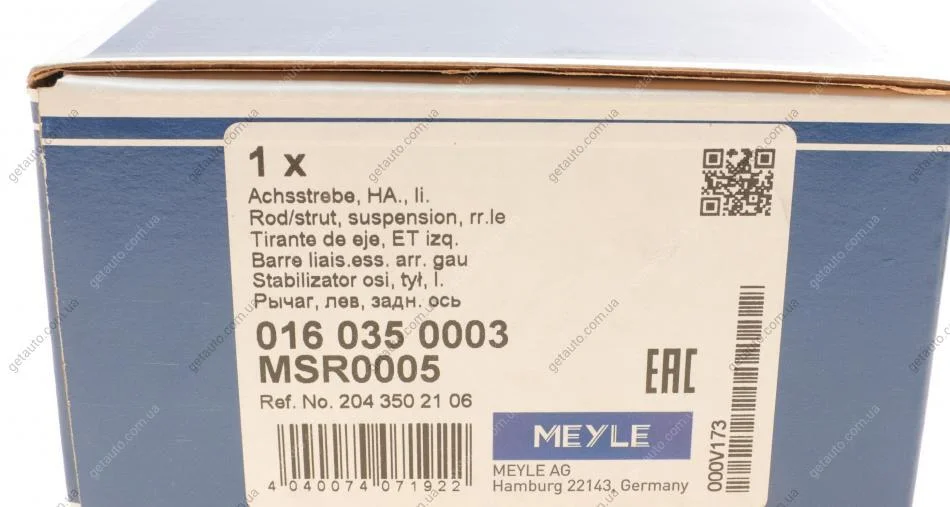 1 x
Achsstrebe, HA., li.
Rod/strut, suspension, rr.le
Tirante de eje, ET izq.
Barre liais.ess. arr. gau
Stabilizator osi, tył, l.
Рычаг, лев, задн. ось
016 035 0003
MSR0005
Ref. No. 204 350 21 06
EAC
MEYLE
MEYLE AG
Hamburg 22143, Germany
4 040074 071922
000V173
getauto.com.ua